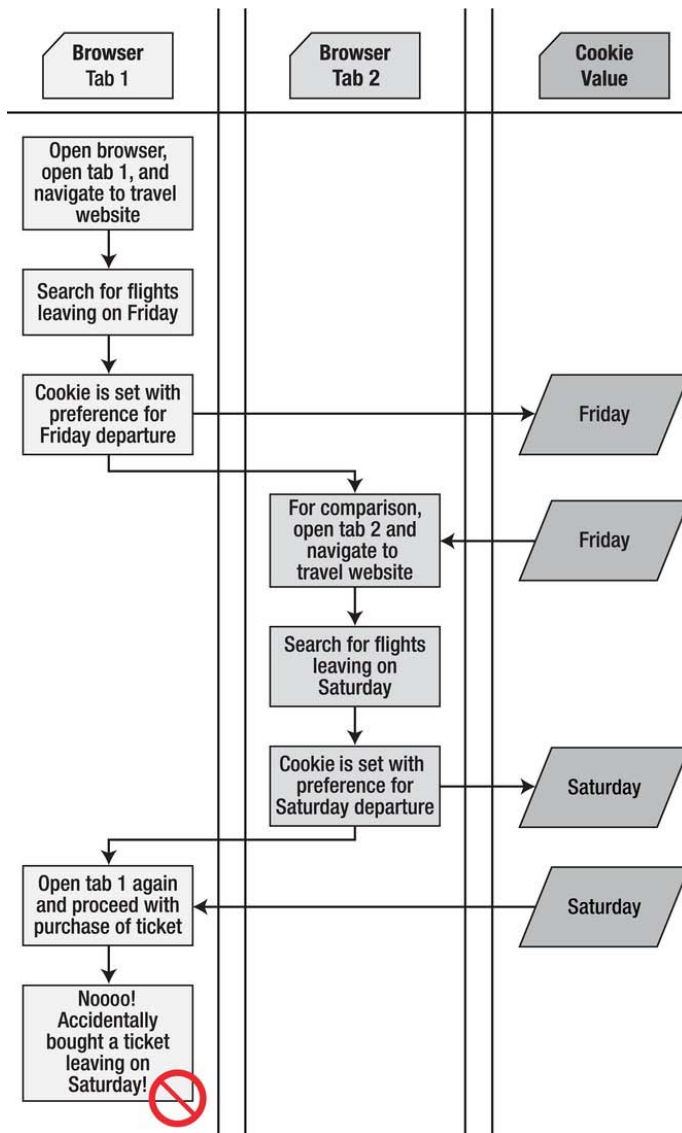 Browser
Tab 1
Browser
Tab 2
Cookie
Value
Open browser,
open tab 1, and
navigate to travel
website
Search for flights
leaving on Friday
Cookie is set with
preference for
Friday departure
Friday
For comparison,
open tab 2 and
navigate to
travel website
Friday
Search for flights
leaving on
Saturday
Cookie is set with
preference for
Saturday departure
Saturday
Open tab 1 again
and proceed with
purchase of ticket
Saturday
Noooo!
Accidentally
bought a ticket
leaving on
Saturday!